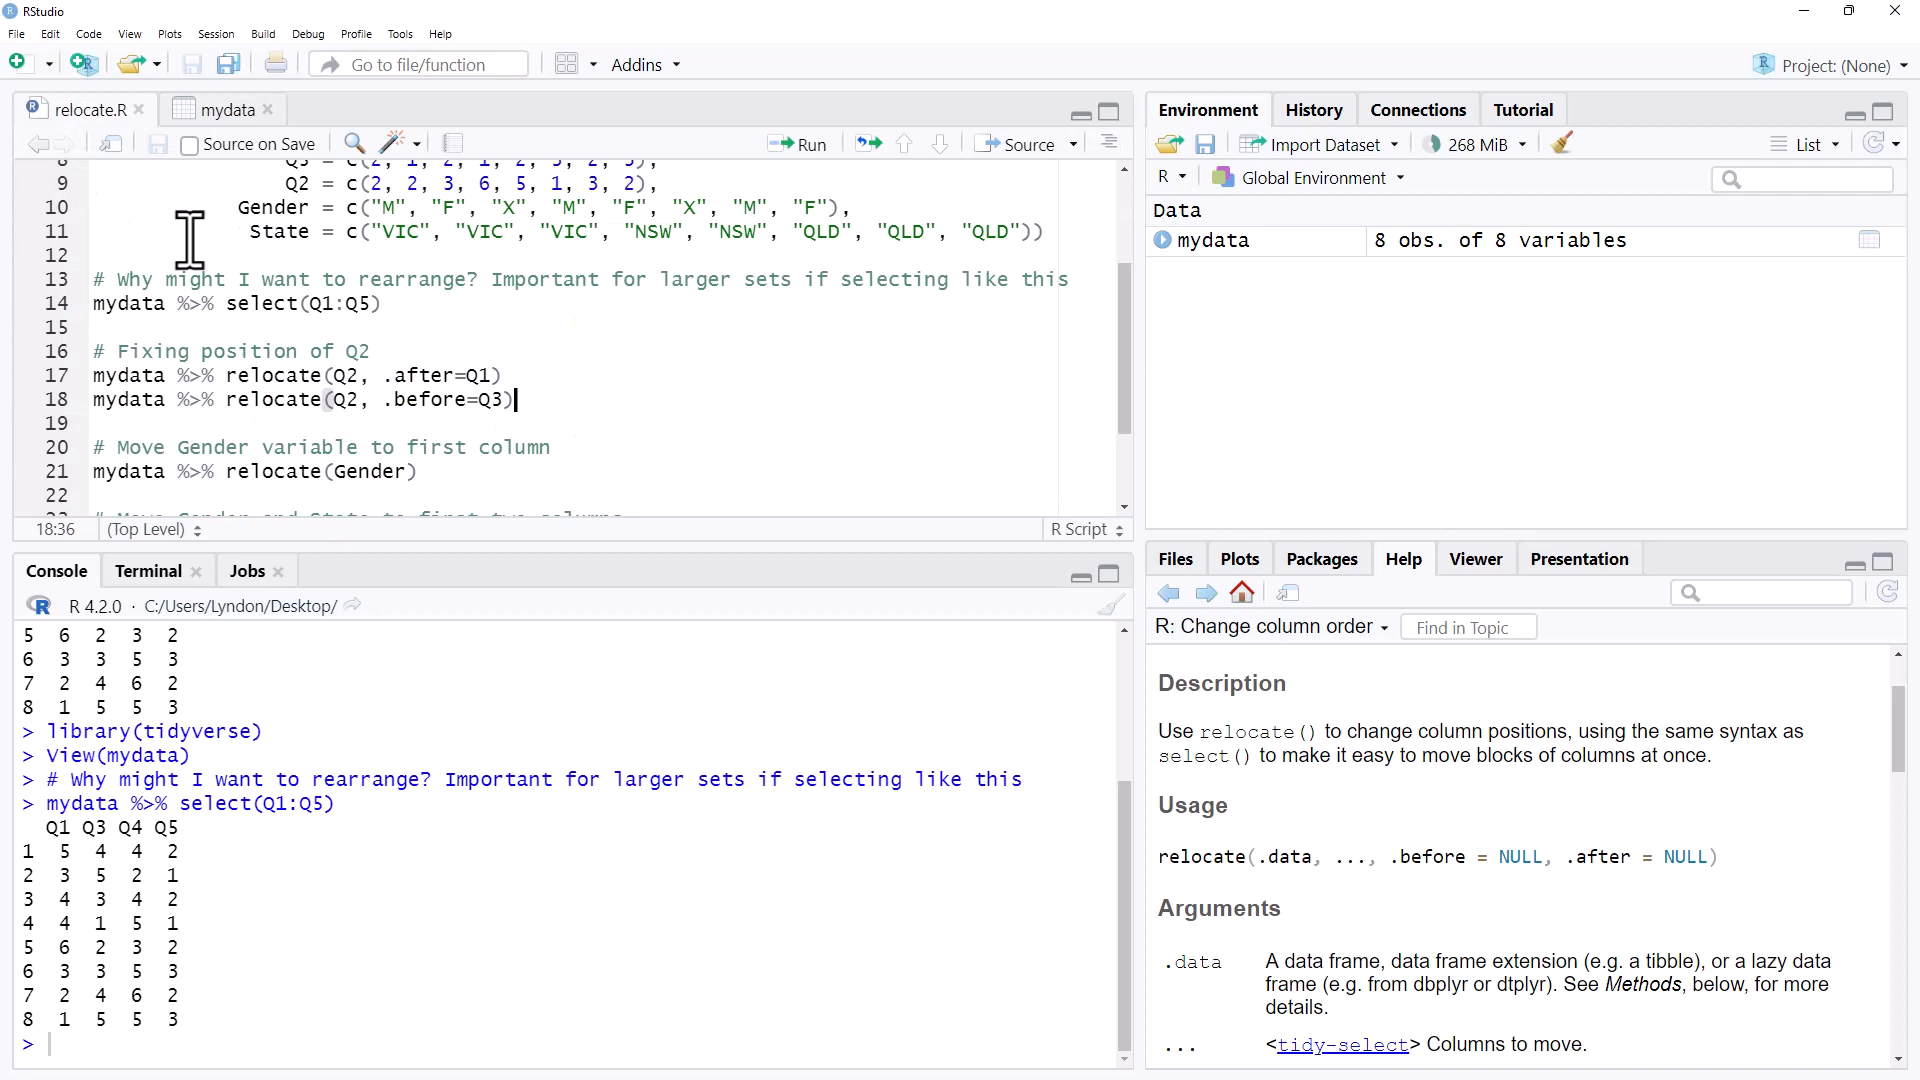 RStudio
File Edit Code View Plots Session Build Debug Profile Tools Help
Go to file/function Addins Project: (None)
relocate.R mydata
Source on Save Run Source
9 Q2 = c(2, 2, 3, 6, 5, 1, 3, 2),
10 Gender = c("M", "F", "X", "M", "F", "X", "M", "F"),
11 State = c("VIC", "VIC", "VIC", "NSW", "NSW", "QLD", "QLD", "QLD"))
12
13 # Why might I want to rearrange? Important for larger sets if selecting like this
14 mydata %>% select(Q1:Q5)
15
16 # Fixing position of Q2
17 mydata %>% relocate(Q2, .after=Q1)
18 mydata %>% relocate(Q2, .before=Q3)
19
20 # Move Gender variable to first column
21 mydata %>% relocate(Gender)
22
18:36 (Top Level) R Script
Console Terminal Jobs
R 4.2.0 · C:/Users/Lyndon/Desktop/
5 6 2 3 2
6 3 3 5 3
7 2 4 6 2
8 1 5 5 3
> library(tidyverse)
> View(mydata)
> # Why might I want to rearrange? Important for larger sets if selecting like this
> mydata %>% select(Q1:Q5)
Q1 Q3 Q4 Q5
1 5 4 4 2
2 3 5 2 1
3 4 3 4 2
4 4 1 5 1
5 6 2 3 2
6 3 3 5 3
7 2 4 6 2
8 1 5 5 3
>
Environment History Connections Tutorial
Import Dataset 268 MiB List
R Global Environment
Data
mydata 8 obs. of 8 variables
Files Plots Packages Help Viewer Presentation
R: Change column order Find in Topic
Description
Use relocate() to change column positions, using the same syntax as
select() to make it easy to move blocks of columns at once.
Usage
relocate(.data, ..., .before = NULL, .after = NULL)
Arguments
.data A data frame, data frame extension (e.g. a tibble), or a lazy data
frame (e.g. from dbplyr or dtplyr). See Methods, below, for more
details.
... <tidy-select> Columns to move.